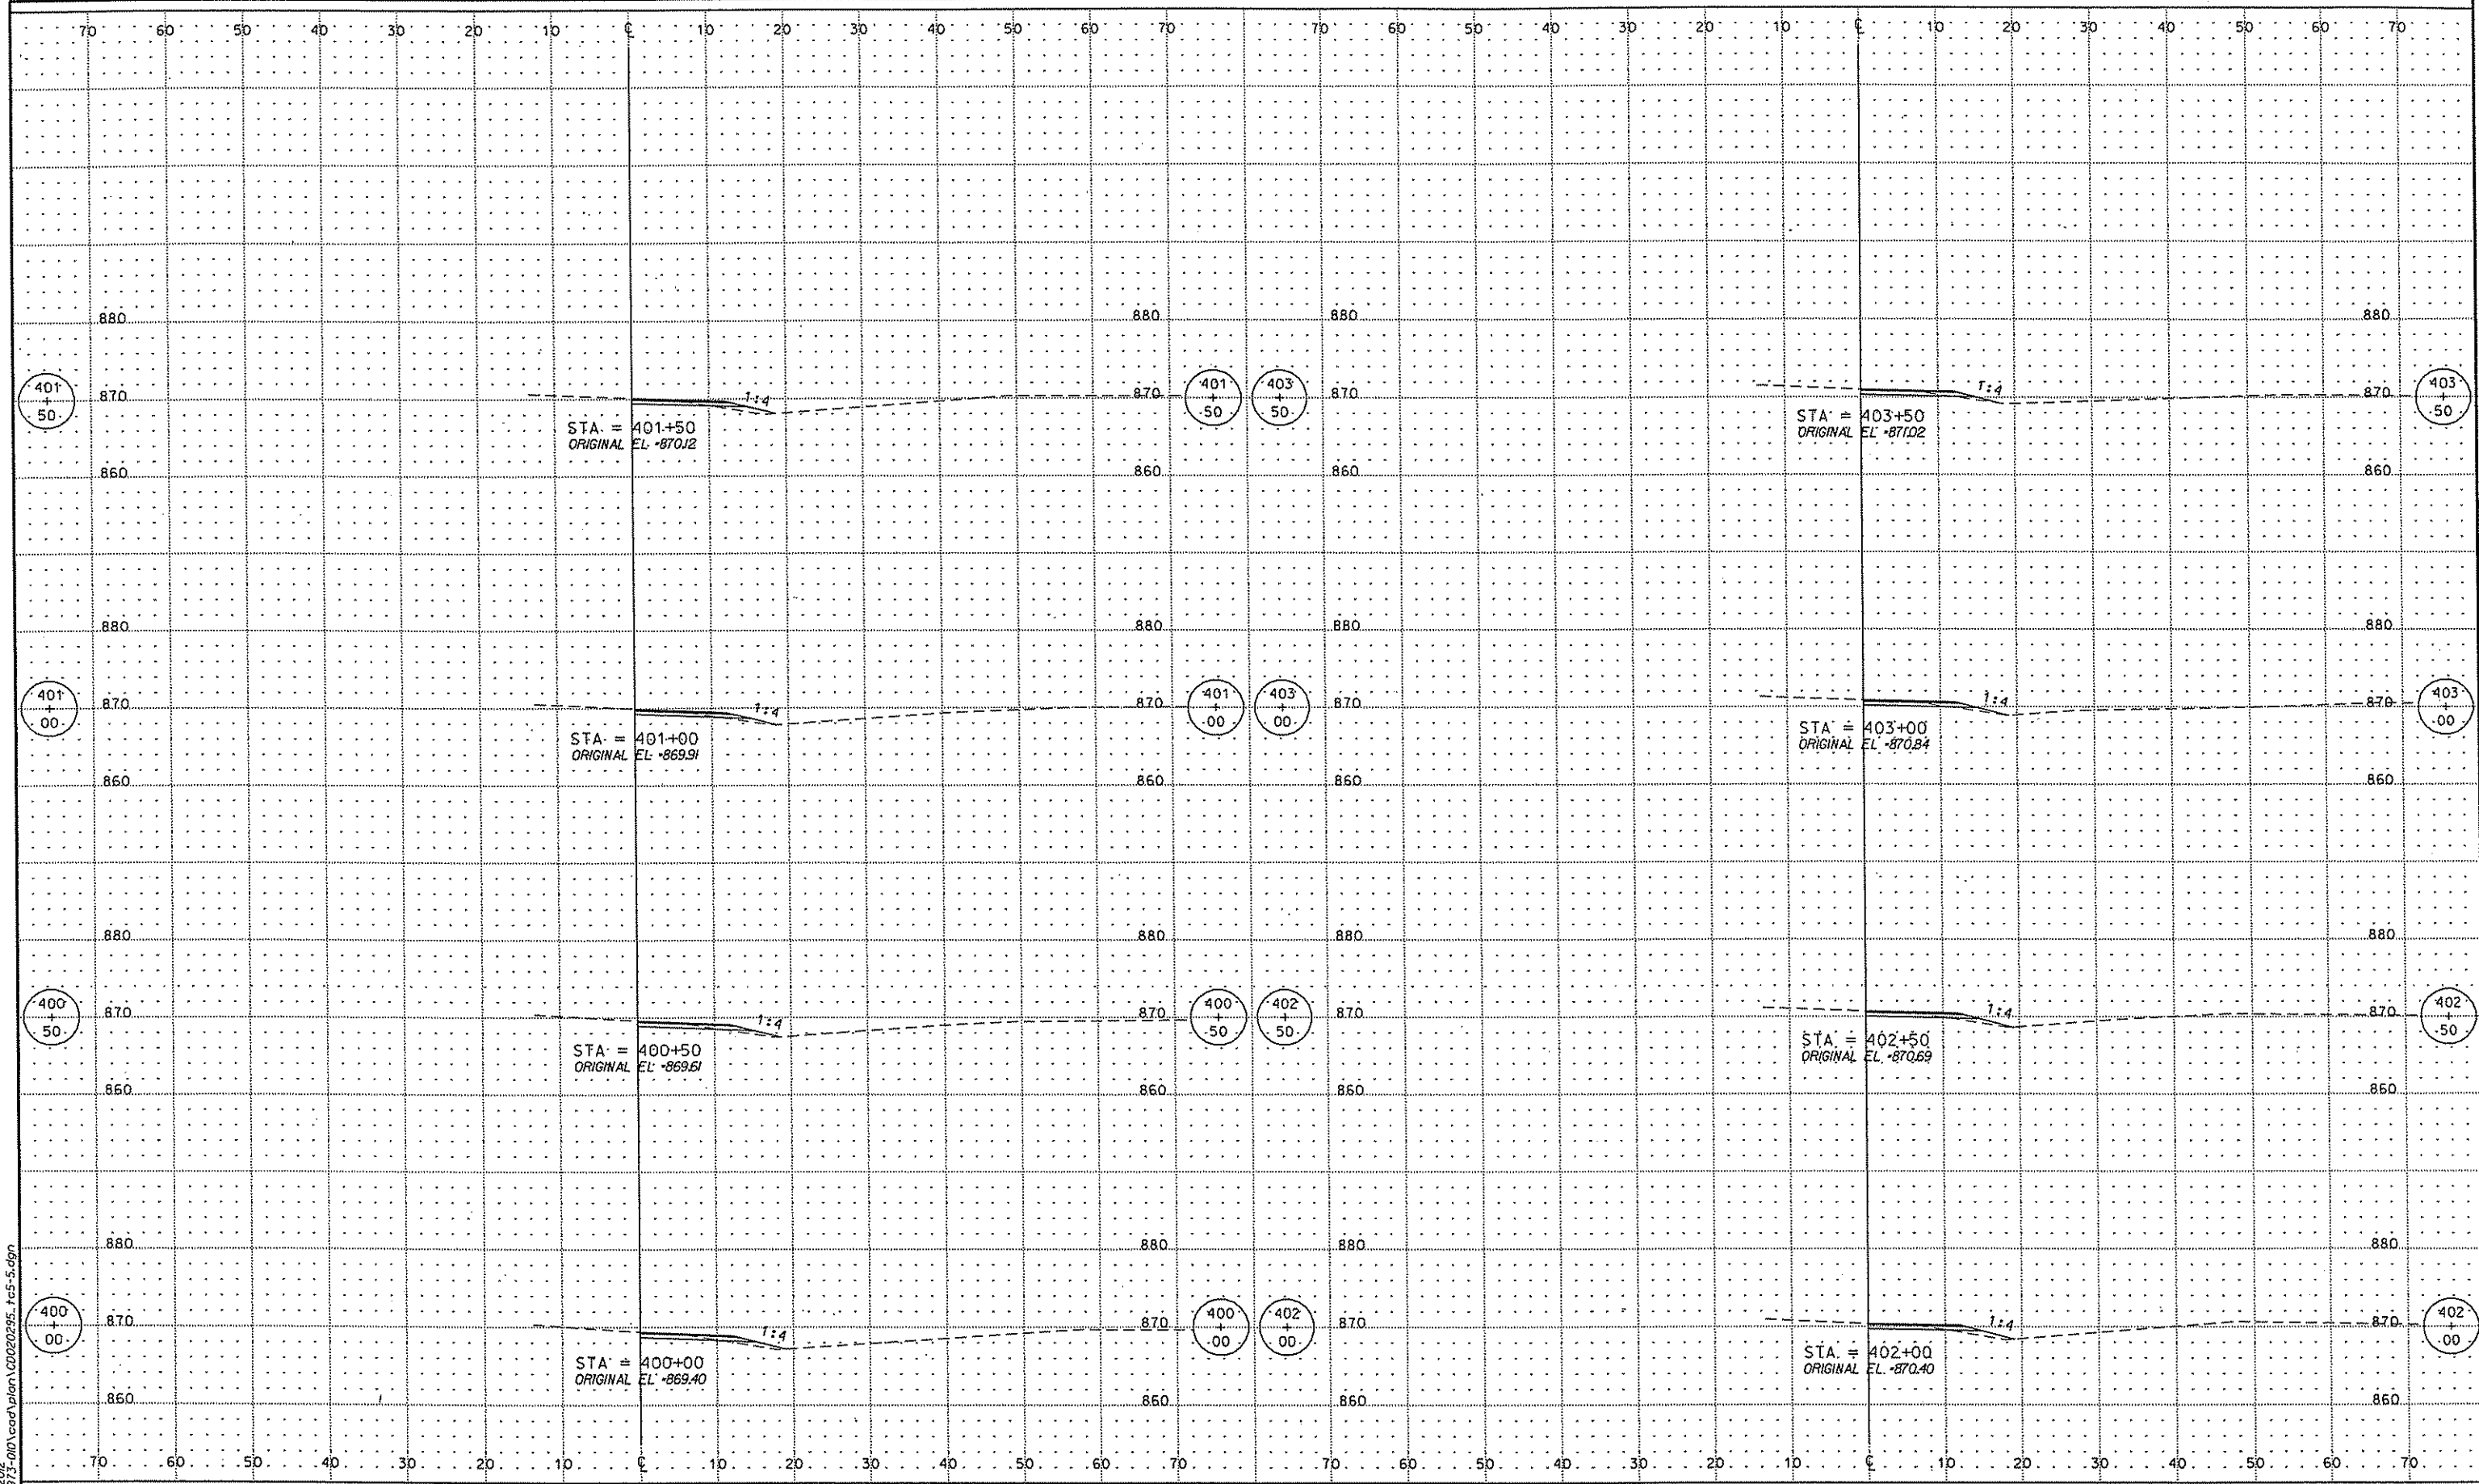 70 60 50 40 30 20 10 ℄ 10 20 30 40 50 60 70 70 60 50 40 30 20 10 ℄ 10 20 30 40 50 60 70
880 880 880 880
401 + 50 870 1:4 870 401 + 50 403 + 50 870 1:4 870 403 + 50
STA. = 401+50 STA. = 403+50
ORIGINAL EL. =870.12 ORIGINAL EL. =871.02
860 860 860 860
880 880 880 880
401 + 00 870 1:4 870 401 + 00 403 + 00 870 1:4 870 403 + 00
STA. = 401+00 STA. = 403+00
ORIGINAL EL. =869.91 ORIGINAL EL. =870.84
860 860 860 860
880 880 880 880
400 + 50 870 1:4 870 400 + 50 402 + 50 870 1:4 870 402 + 50
STA. = 400+50 STA. = 402+50
ORIGINAL EL. =869.61 ORIGINAL EL. =870.69
860 860 860 860
880 880 880 880
400 + 00 870 1:4 870 400 + 00 402 + 00 870 1:4 870 402 + 00
STA. = 400+00 STA. = 402+00
ORIGINAL EL. =869.40 ORIGINAL EL. =870.40
860 860 860 860
70 60 50 40 30 20 10 ℄ 10 20 30 40 50 60 70 70 60 50 40 30 20 10 ℄ 10 20 30 40 50 60 70
373-010\cad\plan\CD020295_tc5-5.dgn